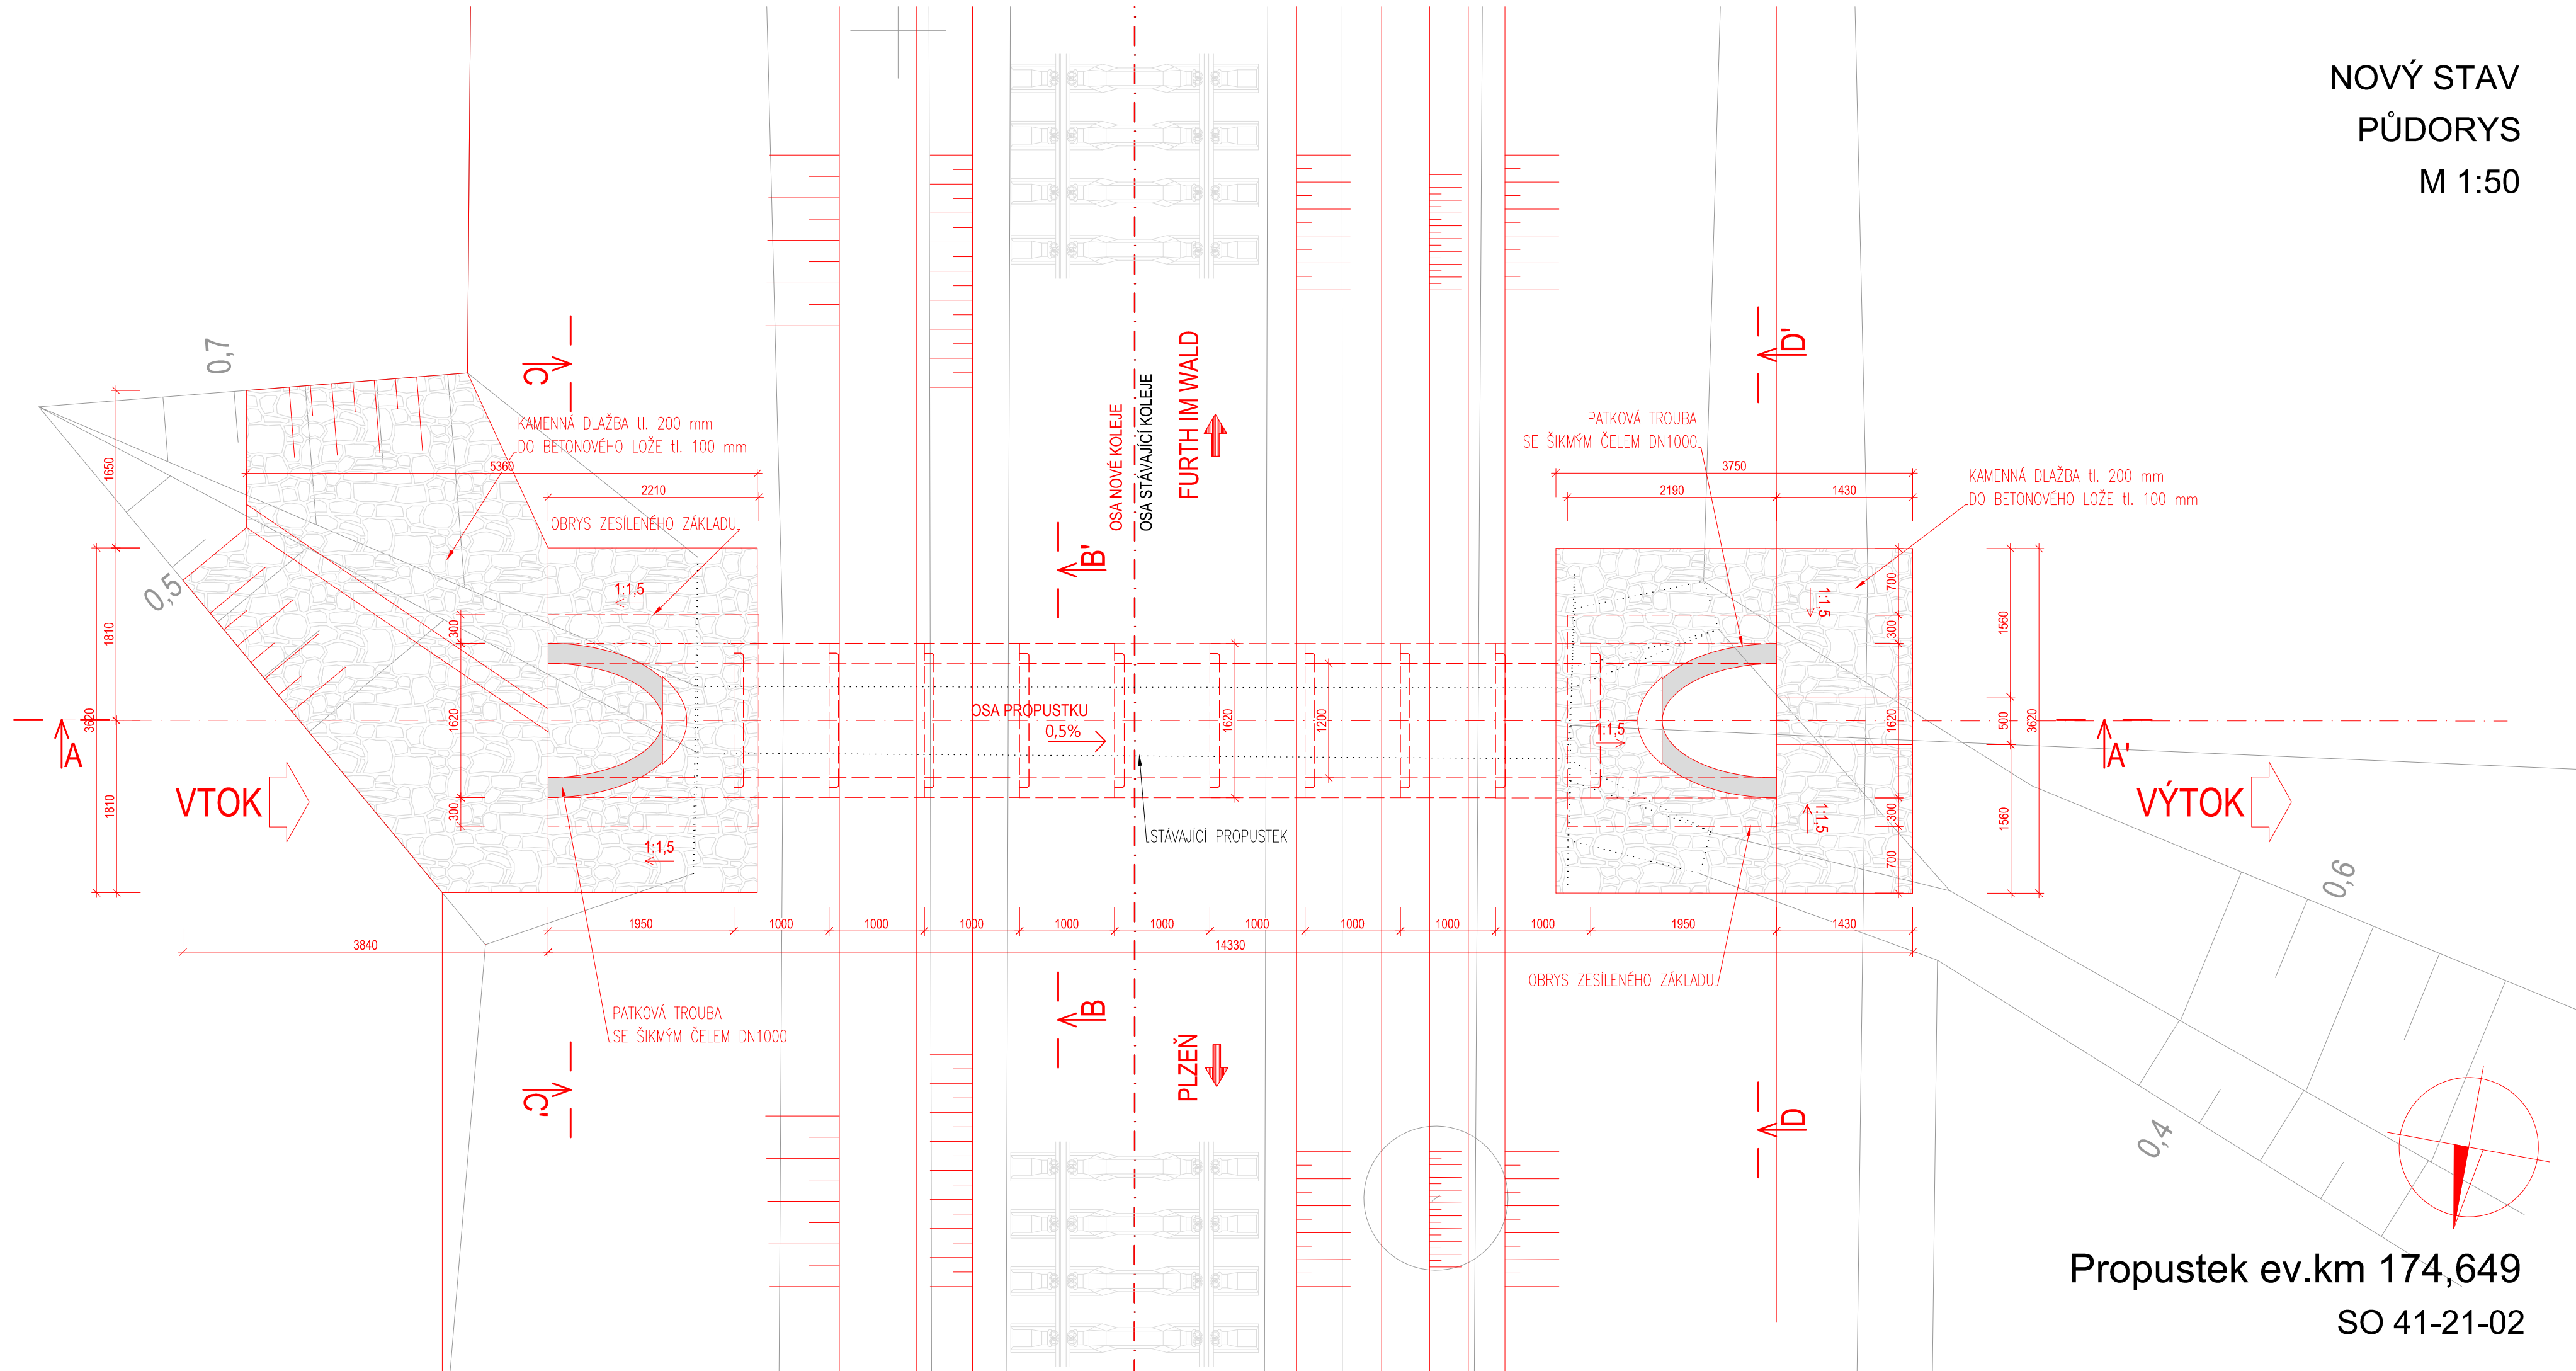 NOVÝ STAV
PŮDORYS
M 1:50
0,7
0,5
1650
1810
3620
1810
C
KAMENNÁ DLAŽBA tl. 200 mm
DO BETONOVÉHO LOŽE tl. 100 mm
5360
2210
OBRYS ZESÍLENÉHO ZÁKLADU
1:1,5
300
1620
300
1:1,5
A
VTOK
OSA NOVÉ KOLEJE
OSA STÁVAJÍCÍ KOLEJE
FURTH IM WALD
B'
OSA PROPUSTKU
0,5%
1620
1200
STÁVAJÍCÍ PROPUSTEK
D'
PATKOVÁ TROUBA
SE ŠIKMÝM ČELEM DN1000
3750
2190
1430
KAMENNÁ DLAŽBA tl. 200 mm
DO BETONOVÉHO LOŽE tl. 100 mm
1:1,5
1:1,5
1:1,5
700
300
1620
300
700
1560
500
1560
3620
A'
VÝTOK
0,6
0,4
3840
1950
1000
1000
1000
1000
1000
1000
1000
1000
1000
1950
1430
14330
OBRYS ZESÍLENÉHO ZÁKLADU
PATKOVÁ TROUBA
SE ŠIKMÝM ČELEM DN1000
C'
B
PLZEŇ
D
Propustek ev.km 174,649
SO 41-21-02